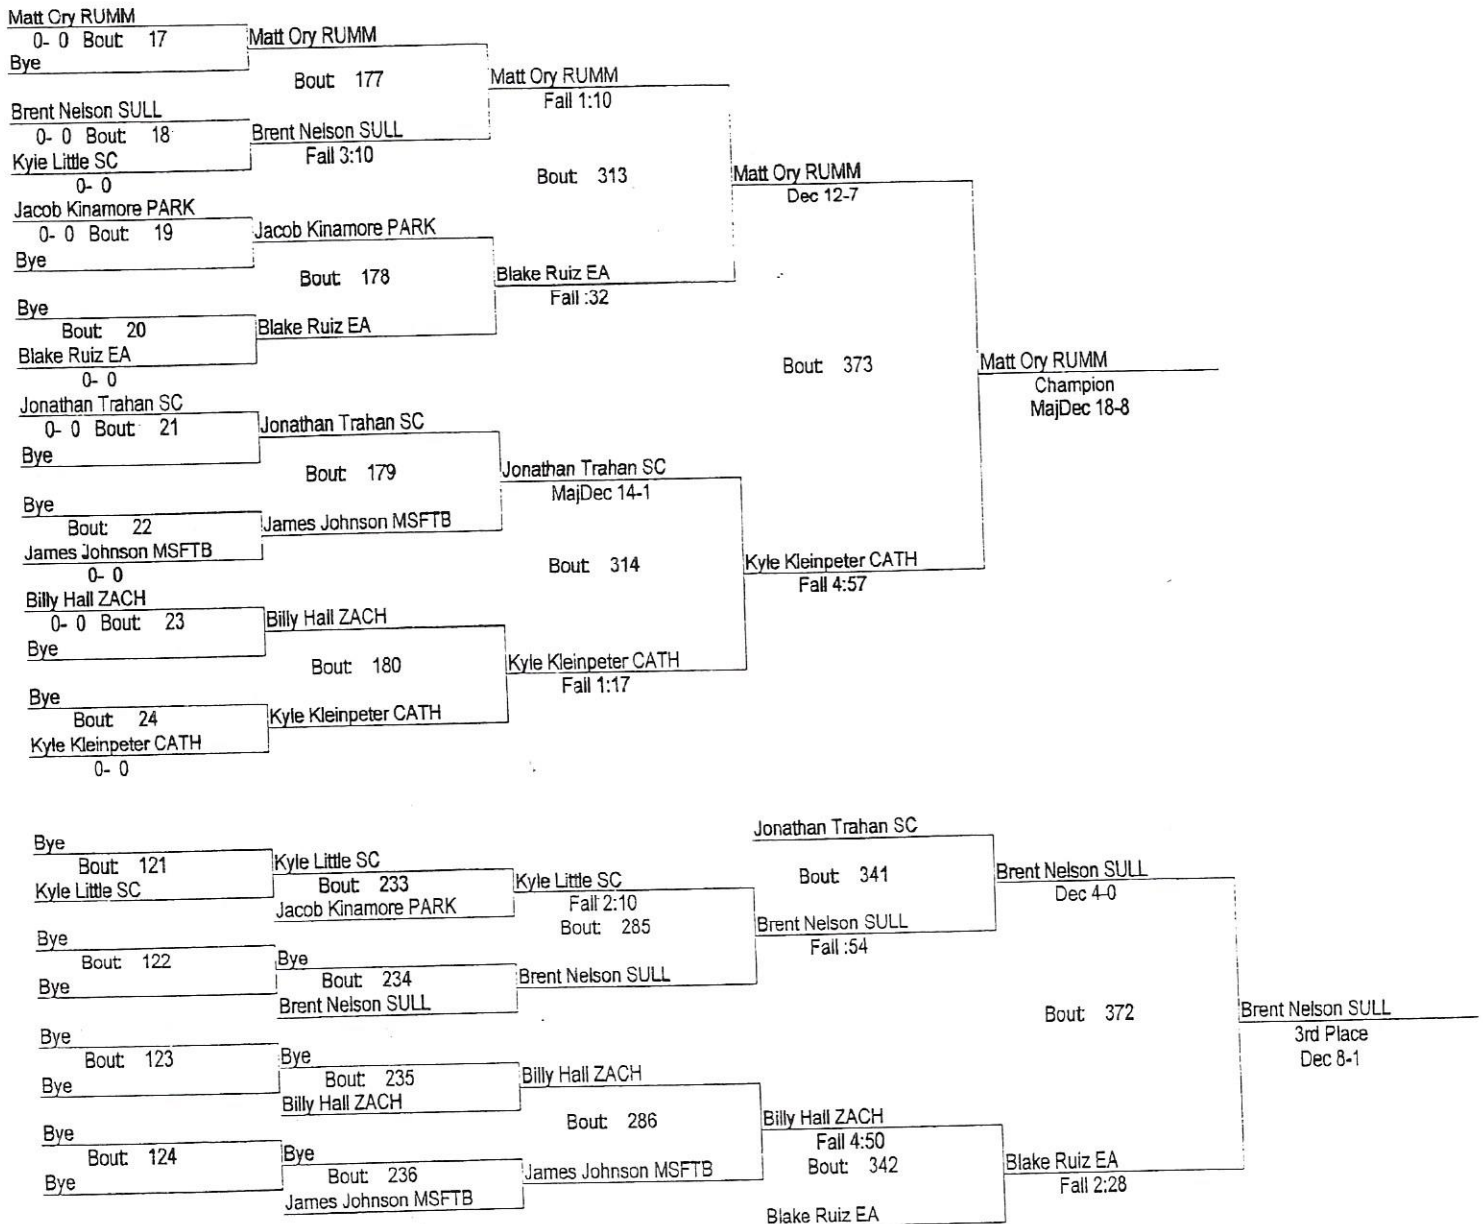 Matt Ory RUMM
0- 0 Bout: 17
Bye
Matt Ory RUMM
Bout: 177
Brent Nelson SULL
0- 0 Bout: 18
Kyle Little SC
0- 0
Brent Nelson SULL
Fall 3:10
Matt Ory RUMM
Fall 1:10
Bout: 313
Jacob Kinamore PARK
0- 0 Bout: 19
Bye
Jacob Kinamore PARK
Bout: 178
Bye
Bout: 20
Blake Ruiz EA
0- 0
Blake Ruiz EA
Blake Ruiz EA
Fall :32
Matt Ory RUMM
Dec 12-7
Bout: 373
Jonathan Trahan SC
0- 0 Bout: 21
Bye
Jonathan Trahan SC
Bout: 179
Bye
Bout: 22
James Johnson MSFTB
0- 0
James Johnson MSFTB
Jonathan Trahan SC
MajDec 14-1
Bout: 314
Billy Hall ZACH
0- 0 Bout: 23
Bye
Billy Hall ZACH
Bout: 180
Bye
Bout: 24
Kyle Kleinpeter CATH
0- 0
Kyle Kleinpeter CATH
Kyle Kleinpeter CATH
Fall 1:17
Kyle Kleinpeter CATH
Fall 4:57
Matt Ory RUMM
Champion
MajDec 18-8
Bye
Bout: 121
Kyle Little SC
Kyle Little SC
Bout: 233
Jacob Kinamore PARK
Kyle Little SC
Fall 2:10
Bout: 285
Bye
Bout: 122
Bye
Bye
Bout: 234
Brent Nelson SULL
Brent Nelson SULL
Jonathan Trahan SC
Bout: 341
Brent Nelson SULL
Fall :54
Brent Nelson SULL
Dec 4-0
Bout: 372
Bye
Bout: 123
Bye
Bye
Bout: 235
Billy Hall ZACH
Billy Hall ZACH
Bout: 286
Bye
Bout: 124
Bye
Bye
Bout: 236
James Johnson MSFTB
James Johnson MSFTB
Billy Hall ZACH
Fall 4:50
Bout: 342
Blake Ruiz EA
Blake Ruiz EA
Fall 2:28
Brent Nelson SULL
3rd Place
Dec 8-1